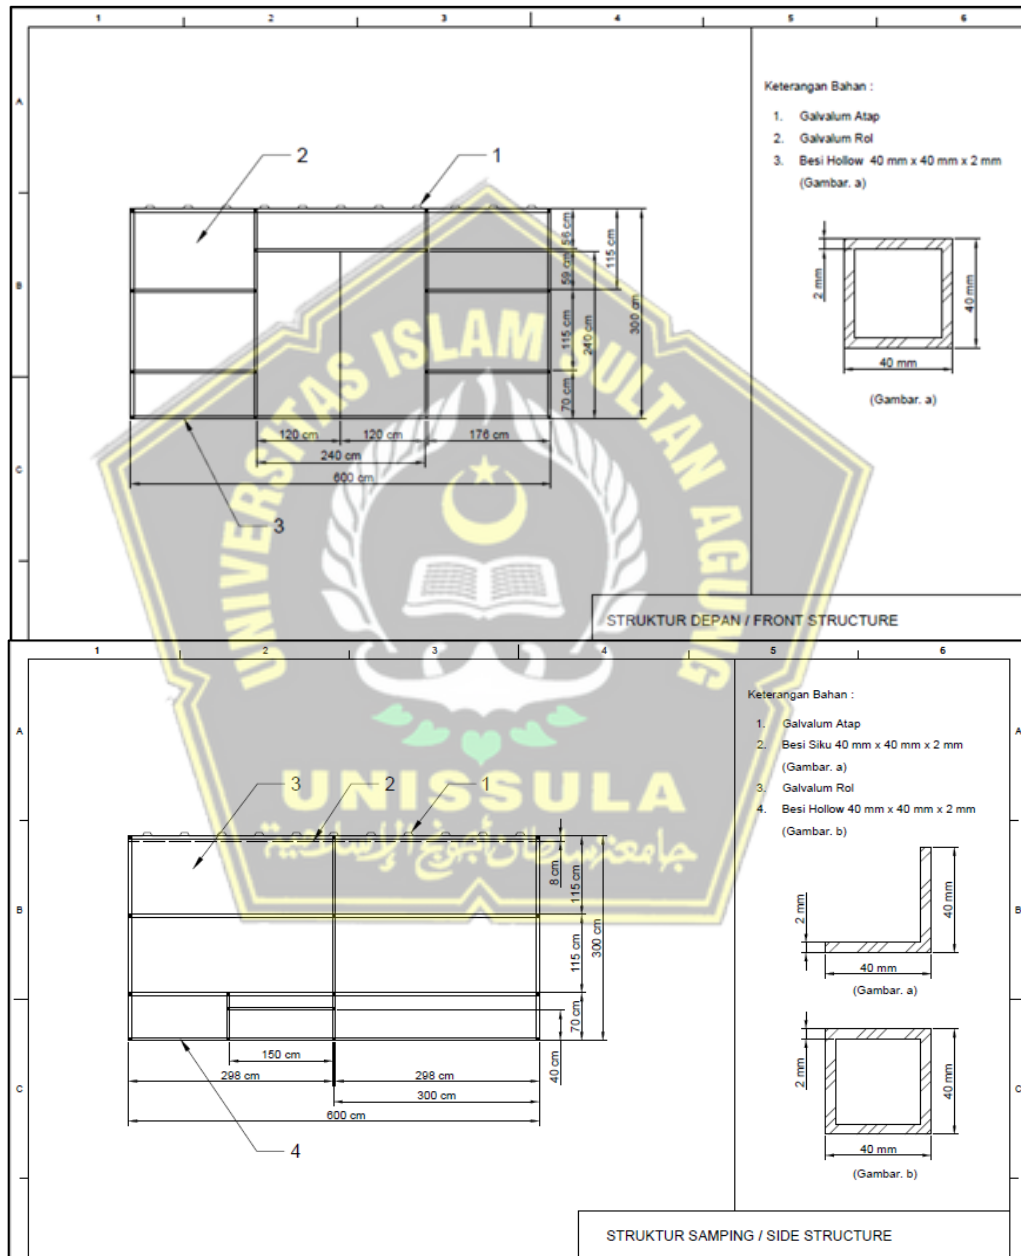 1 2 3 4 5 6
A
B
C
Keterangan Bahan :
1. Galvalum Atap
2. Galvalum Rol
3. Besi Hollow 40 mm x 40 mm x 2 mm
(Gambar. a)
2 mm
40 mm
40 mm
(Gambar. a)
2
1
3
56 cm
59 cm
115 cm
115 cm
70 cm
240 cm
300 cm
120 cm
120 cm
176 cm
240 cm
600 cm
STRUKTUR DEPAN / FRONT STRUCTURE
UNIVERSITAS ISLAM SULTAN AGUNG
UNISSULA
جامعة سلطان أجونج الإسلامية
1 2 3 4 5 6
A A
B B
C C
Keterangan Bahan :
1. Galvalum Atap
2. Besi Siku 40 mm x 40 mm x 2 mm
(Gambar. a)
3. Galvalum Rol
4. Besi Hollow 40 mm x 40 mm x 2 mm
(Gambar. b)
2 mm
40 mm
40 mm
(Gambar. a)
2 mm
40 mm
40 mm
(Gambar. b)
3
2
1
4
8 cm
115 cm
115 cm
70 cm
300 cm
40 cm
150 cm
298 cm
298 cm
300 cm
600 cm
STRUKTUR SAMPING / SIDE STRUCTURE